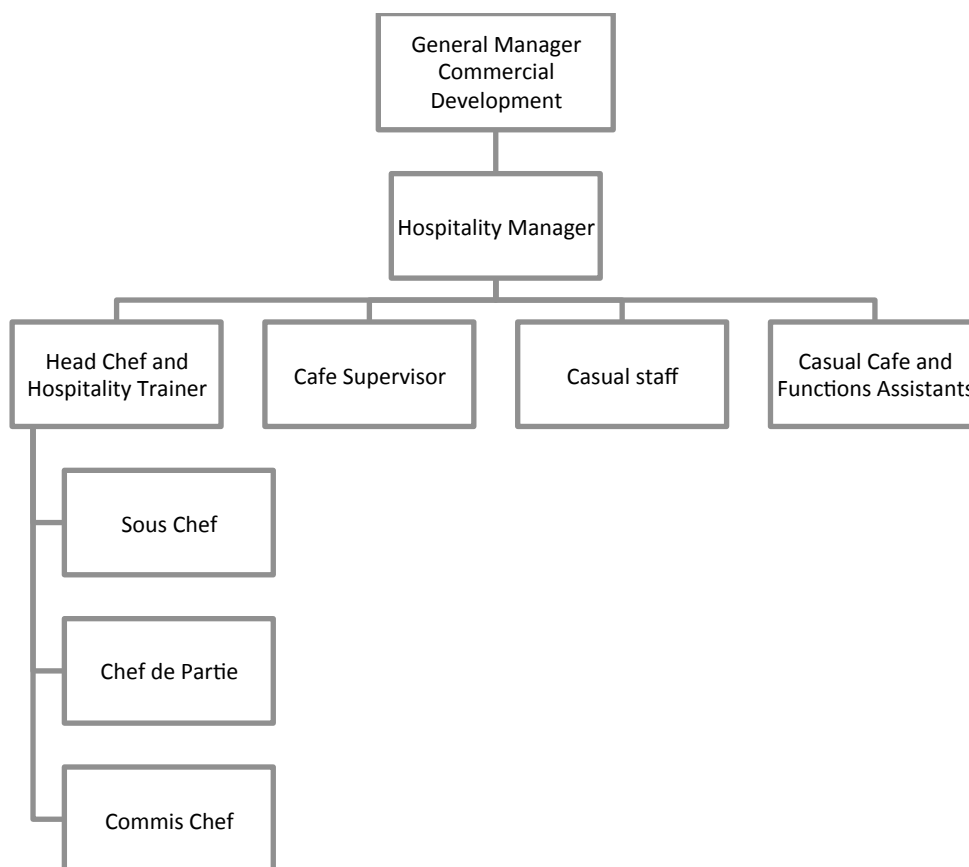 General Manager
Commercial
Development
Hospitality Manager
Head Chef and
Hospitality Trainer
Cafe Supervisor
Casual staff
Casual Cafe and
Functions Assistants
Sous Chef
Chef de Partie
Commis Chef